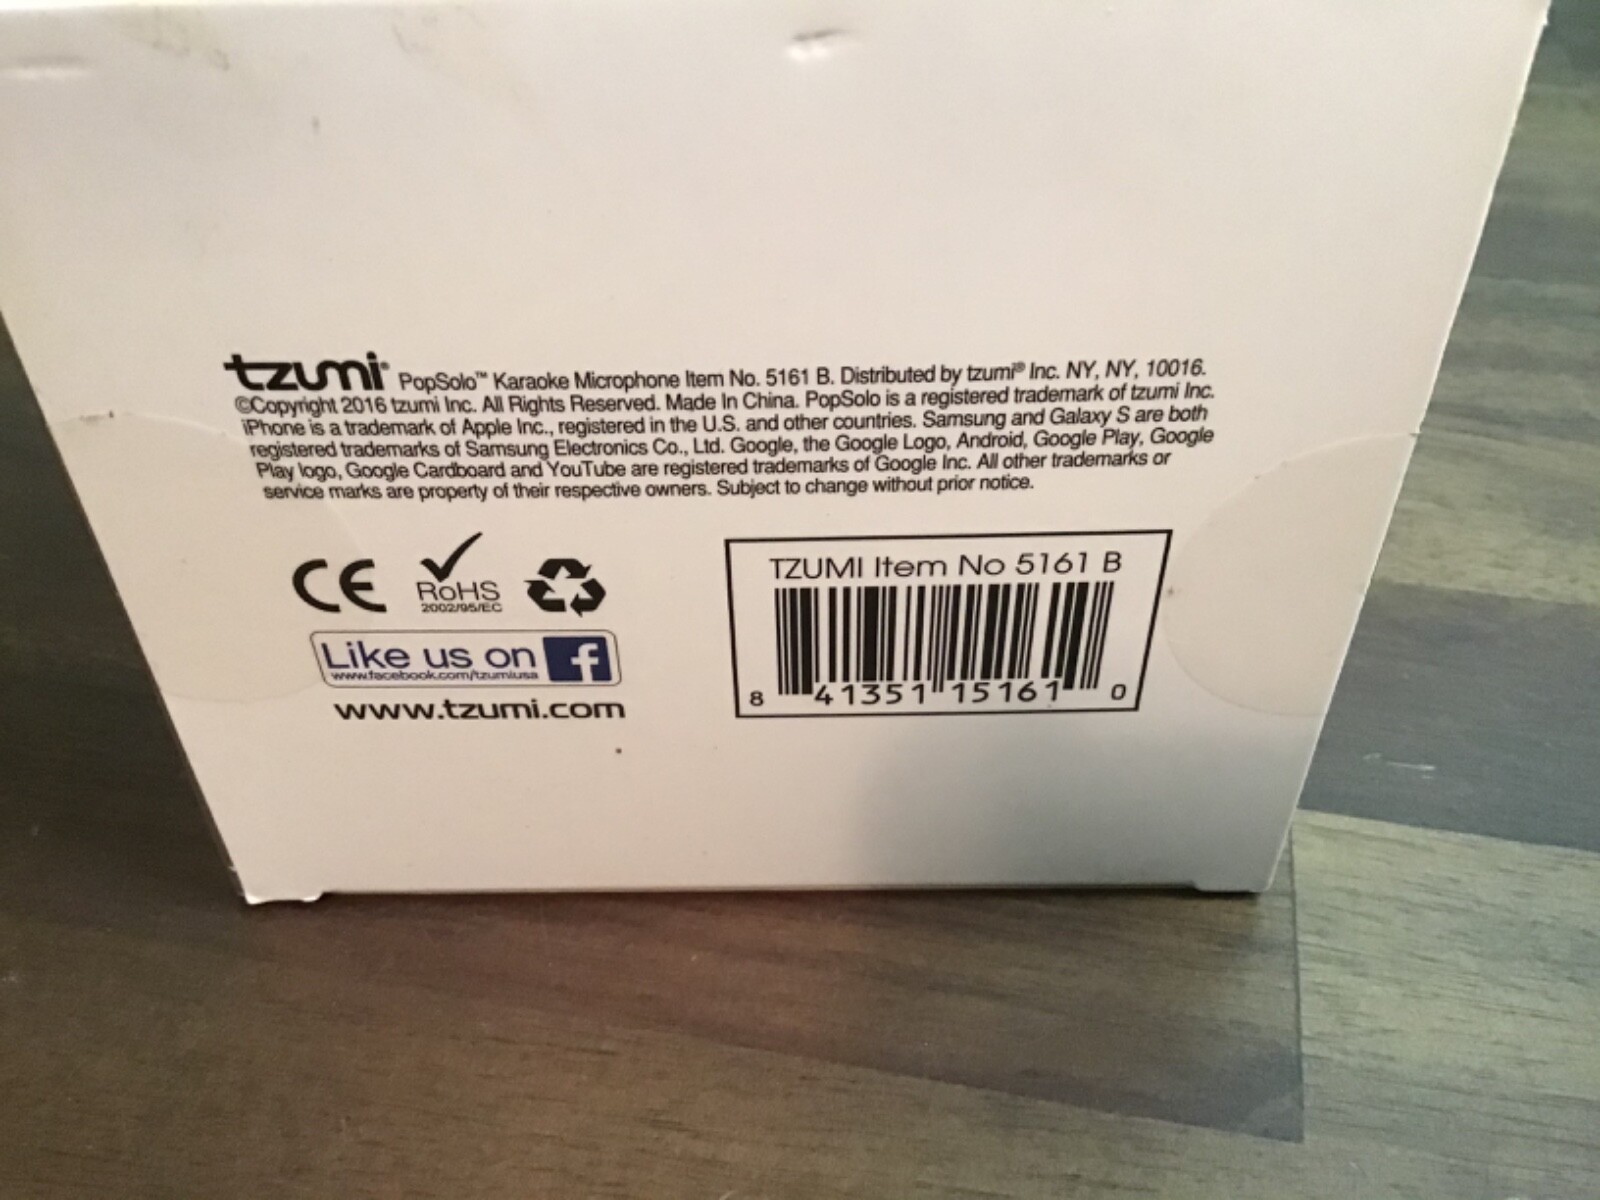 tzumi® PopSolo™ Karaoke Microphone Item No. 5161 B. Distributed by tzumi® Inc. NY, NY, 10016.
©Copyright 2016 tzumi Inc. All Rights Reserved. Made In China. PopSolo is a registered trademark of tzumi Inc.
iPhone is a trademark of Apple Inc., registered in the U.S. and other countries. Samsung and Galaxy S are both
registered trademarks of Samsung Electronics Co., Ltd. Google, the Google Logo, Android, Google Play, Google
Play logo, Google Cardboard and YouTube are registered trademarks of Google Inc. All other trademarks or
service marks are property of their respective owners. Subject to change without prior notice.
CE
RoHS
2002/95/EC
Like us on f
www.facebook.com/tzumiusa
www.tzumi.com
TZUMI Item No 5161 B
8 41351 15161 0